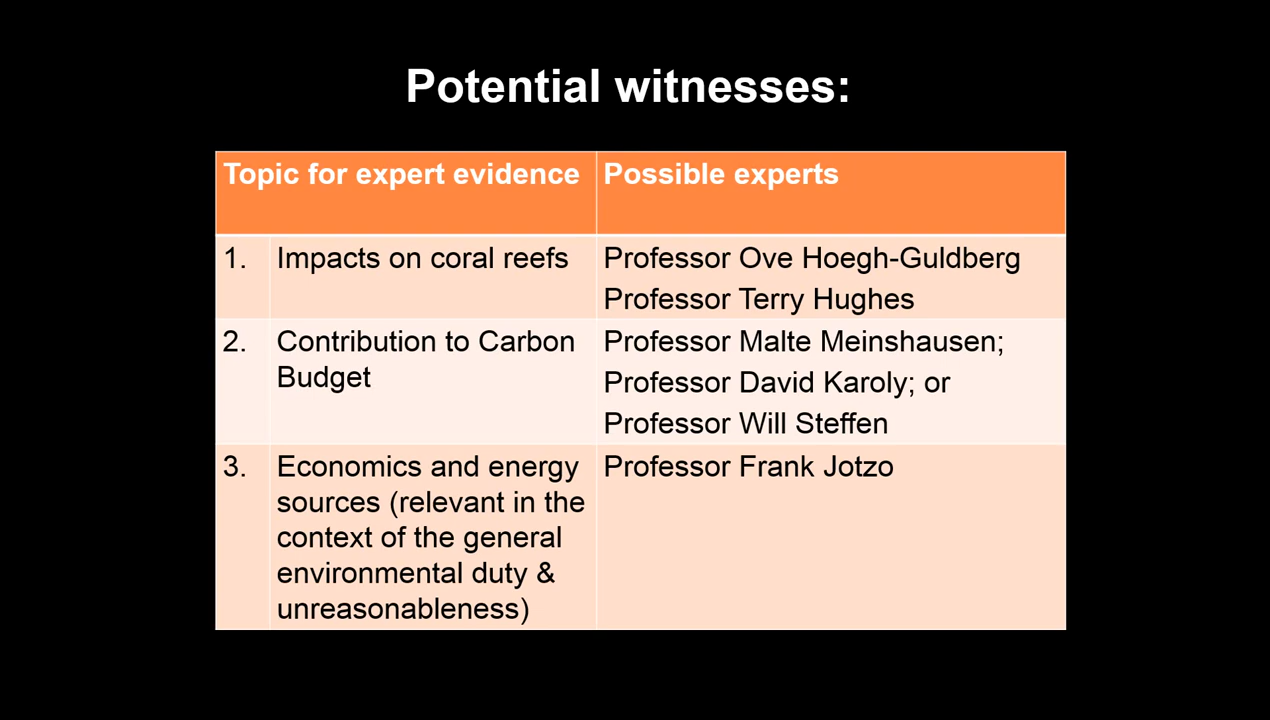 Potential witnesses:
Topic for expert evidence Possible experts
1. Impacts on coral reefs Professor Ove Hoegh-Guldberg
Professor Terry Hughes
2. Contribution to Carbon Professor Malte Meinshausen;
Budget Professor David Karoly; or
Professor Will Steffen
3. Economics and energy Professor Frank Jotzo
sources (relevant in the
context of the general
environmental duty &
unreasonableness)